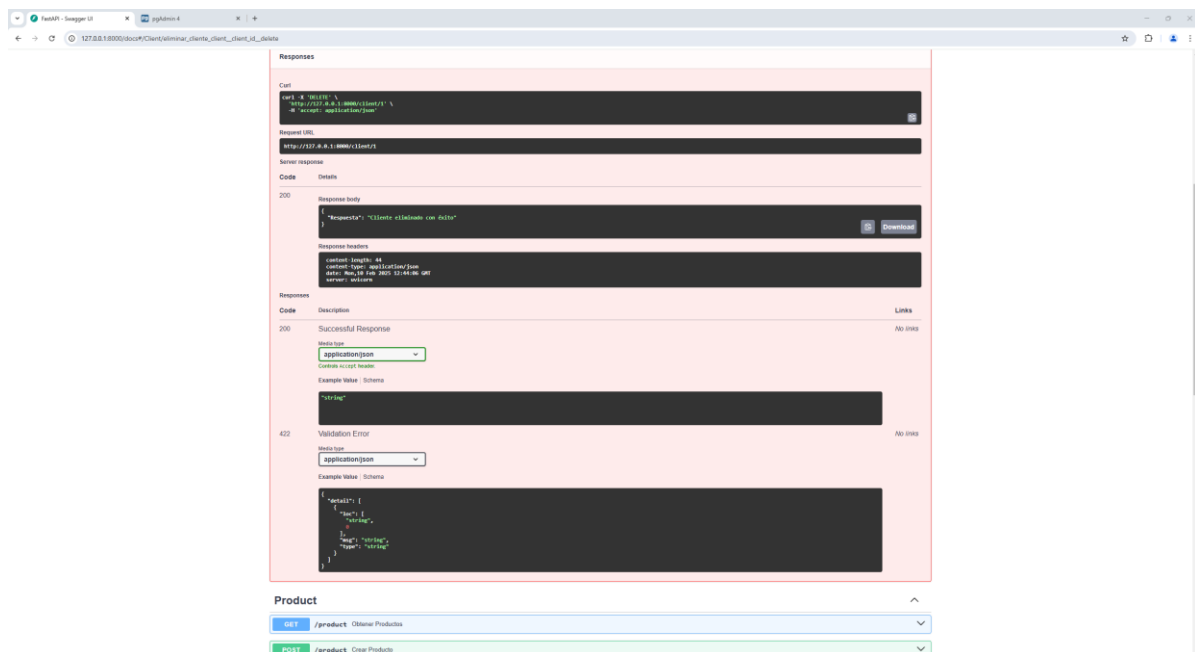 FastAPI - Swagger UI
pgAdmin 4
127.0.0.1:8000/docs#/Client/eliminar_cliente_client__client_id__delete
Responses
Curl
curl -X 'DELETE' \
'http://127.0.0.1:8000/client/1' \
-H 'accept: application/json'
Request URL
http://127.0.0.1:8000/client/1
Server response
Code Details
200
Response body
{
"Respuesta": "Cliente eliminado con éxito"
}
Download
Response headers
content-length: 44
content-type: application/json
date: Mon,10 Feb 2025 12:44:06 GMT
server: uvicorn
Responses
Code Description Links
200 Successful Response No links
Media type
application/json
Controls Accept header.
Example Value | Schema
"string"
422 Validation Error No links
Media type
application/json
Example Value | Schema
{
"detail": [
{
"loc": [
"string",
0
],
"msg": "string",
"type": "string"
}
]
}
Product
GET /product Obtener Productos
POST /product Crear Producto